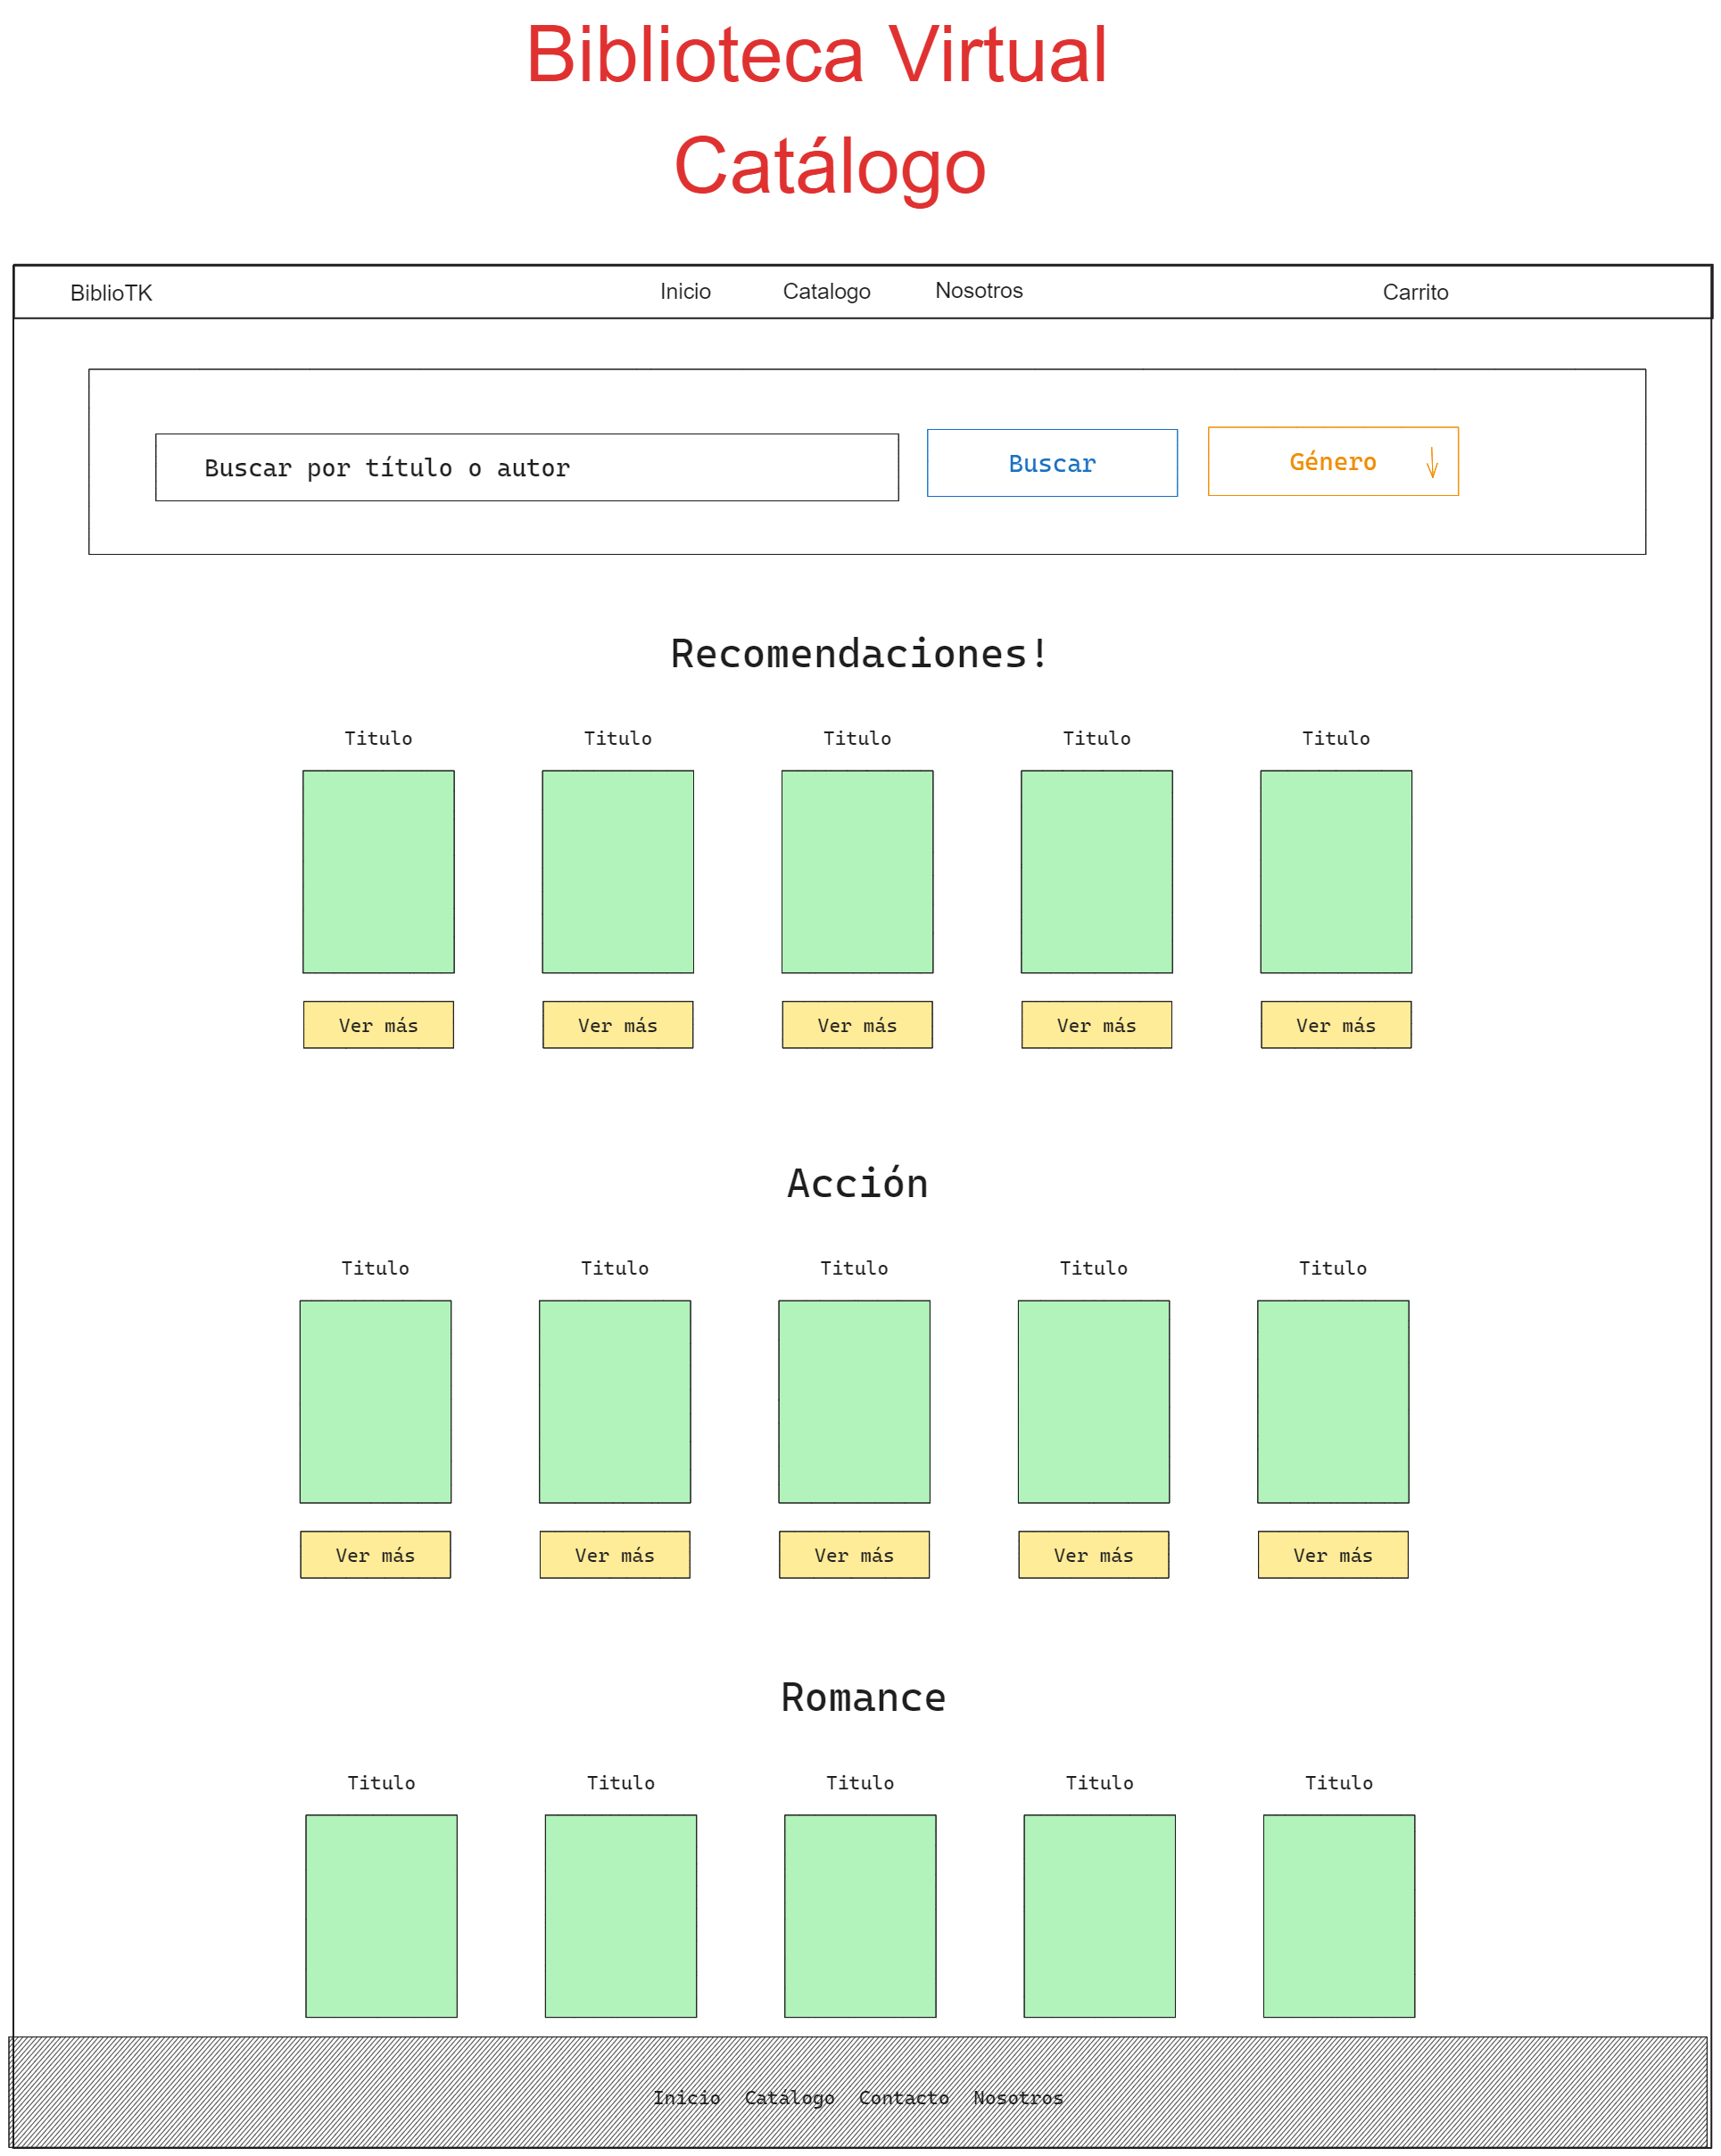 Biblioteca Virtual
Catálogo
BiblioTK Inicio Catalogo Nosotros Carrito
Buscar por título o autor Buscar Género
Recomendaciones!
Titulo Titulo Titulo Titulo Titulo
Ver más Ver más Ver más Ver más Ver más
Acción
Titulo Titulo Titulo Titulo Titulo
Ver más Ver más Ver más Ver más Ver más
Romance
Titulo Titulo Titulo Titulo Titulo
Inicio Catálogo Contacto Nosotros